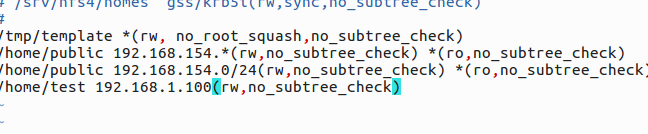 # /srv/nfs4/homes  gss/krb5i(rw,sync,no_subtree_check)
#
/tmp/template *(rw, no_root_squash,no_subtree_check)
/home/public 192.168.154.*(rw,no_subtree_check) *(ro,no_subtree_check)
/home/public 192.168.154.0/24(rw,no_subtree_check) *(ro,no_subtree_check)
/home/test 192.168.1.100(rw,no_subtree_check)
~
~